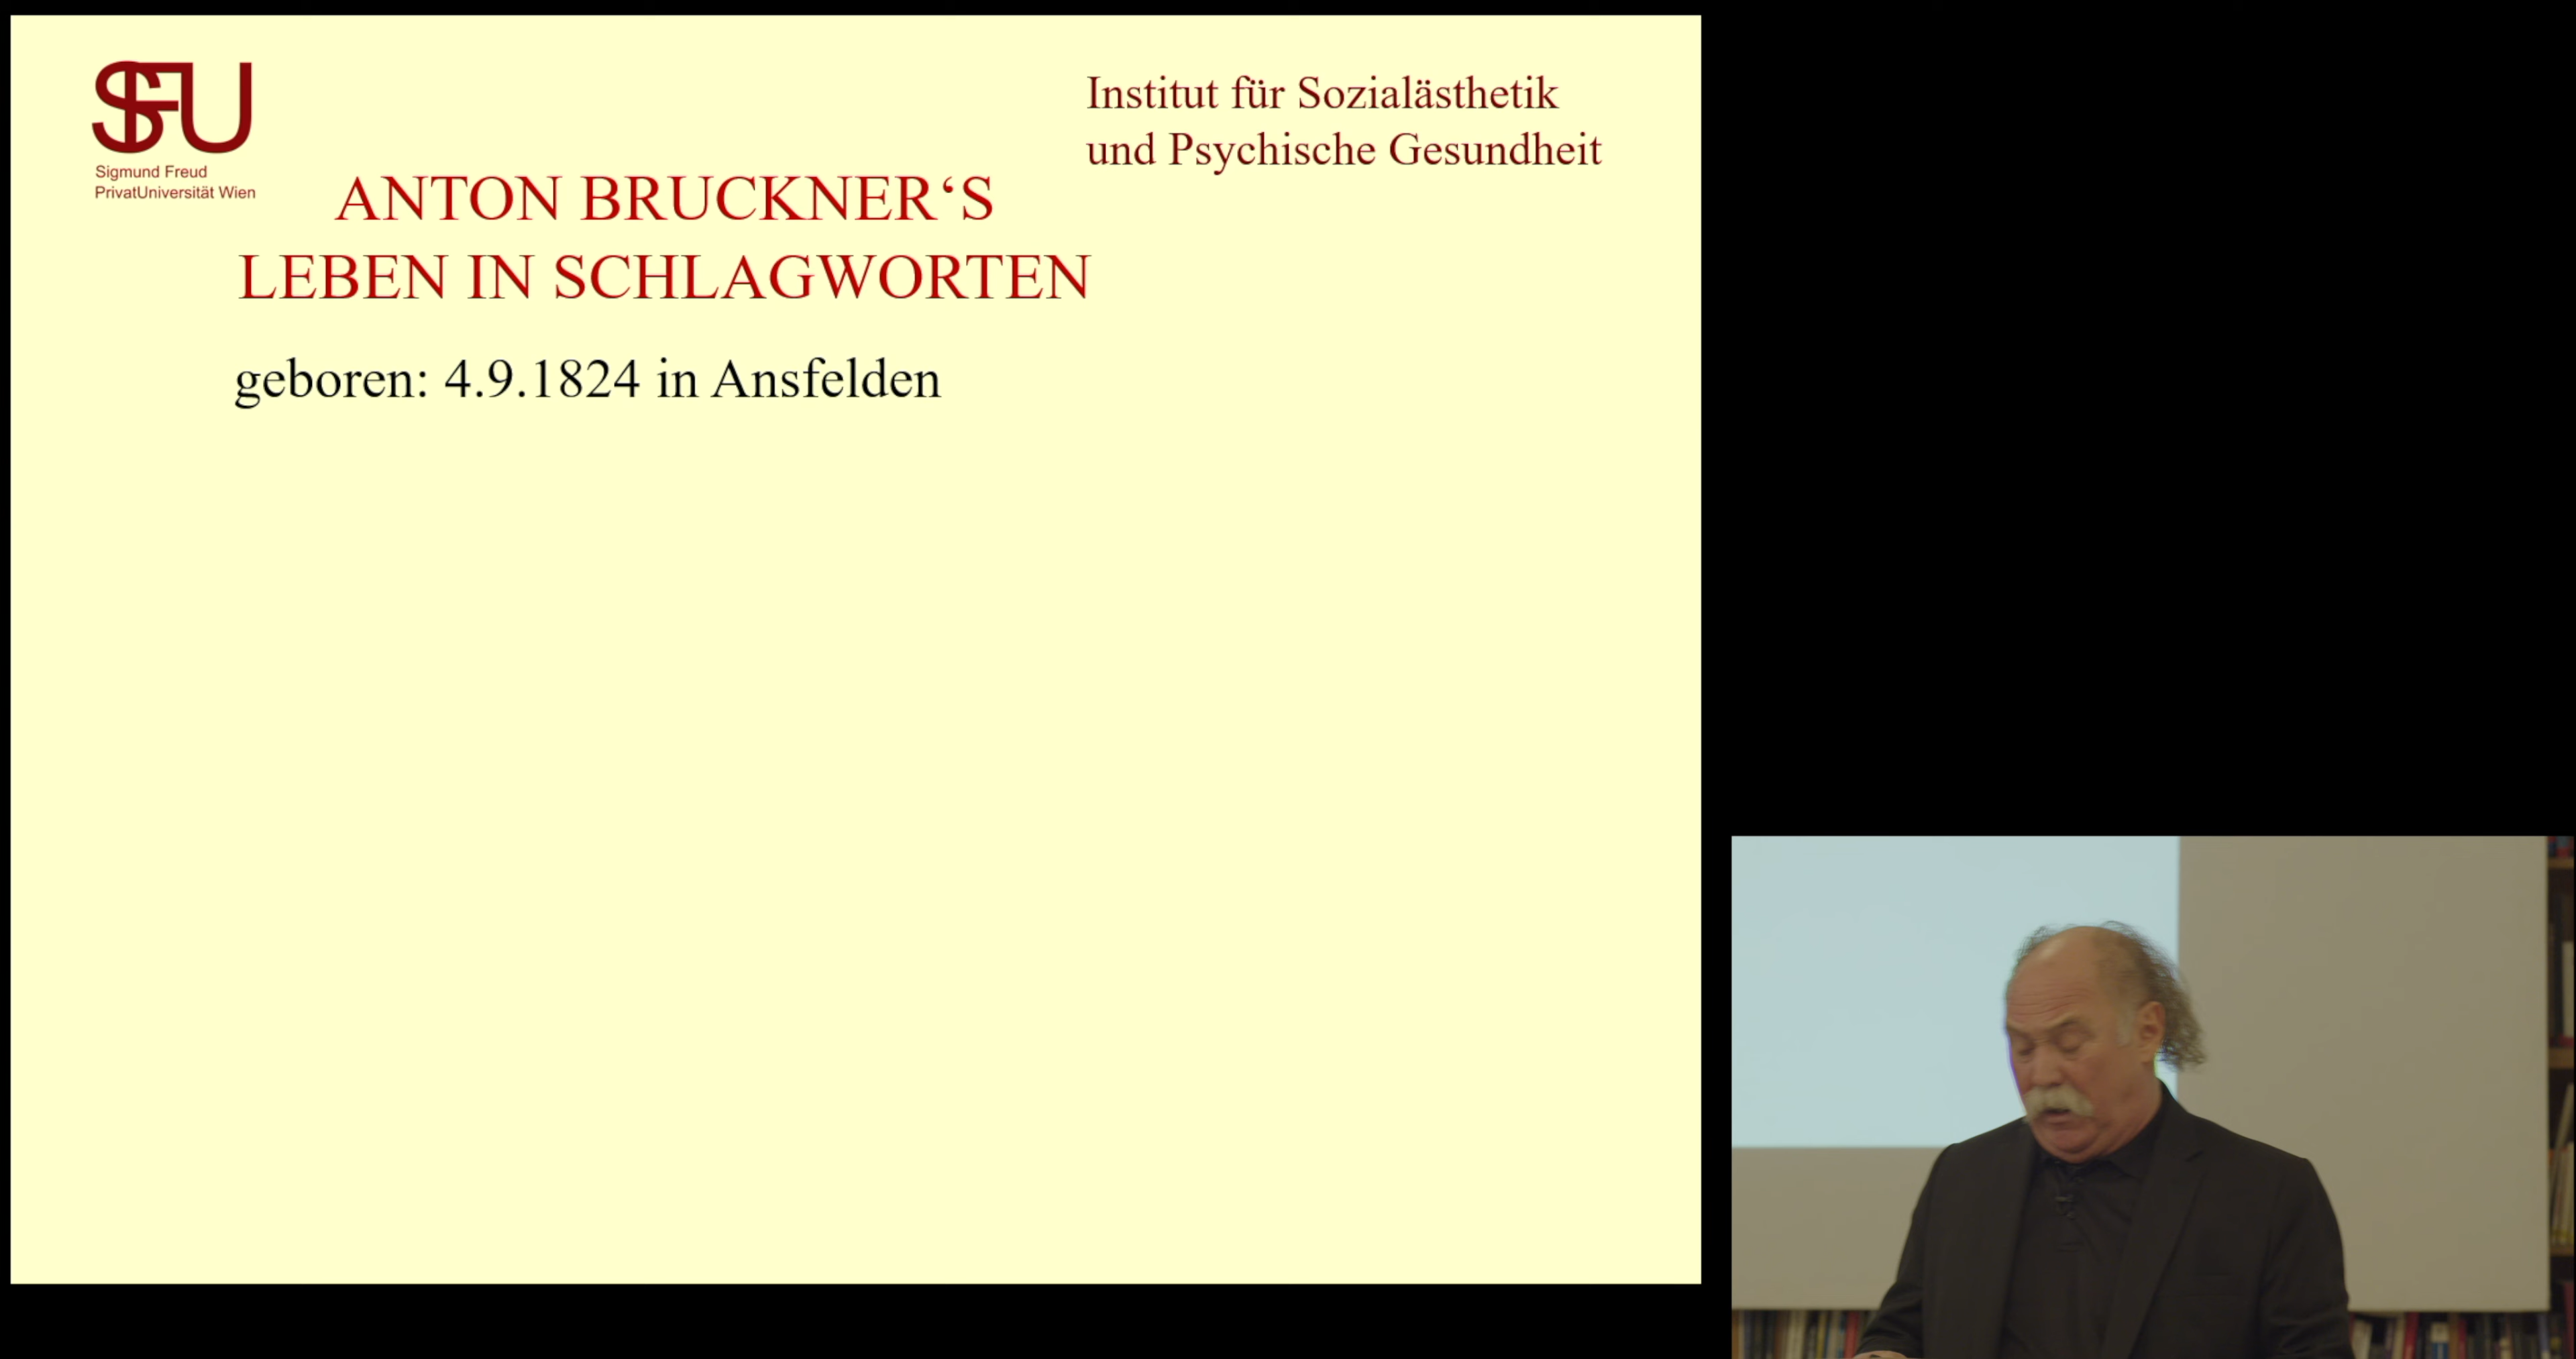 SFU
Sigmund Freud
PrivatUniversität Wien
Institut für Sozialästhetik
und Psychische Gesundheit
ANTON BRUCKNER‘S
LEBEN IN SCHLAGWORTEN
geboren: 4.9.1824 in Ansfelden